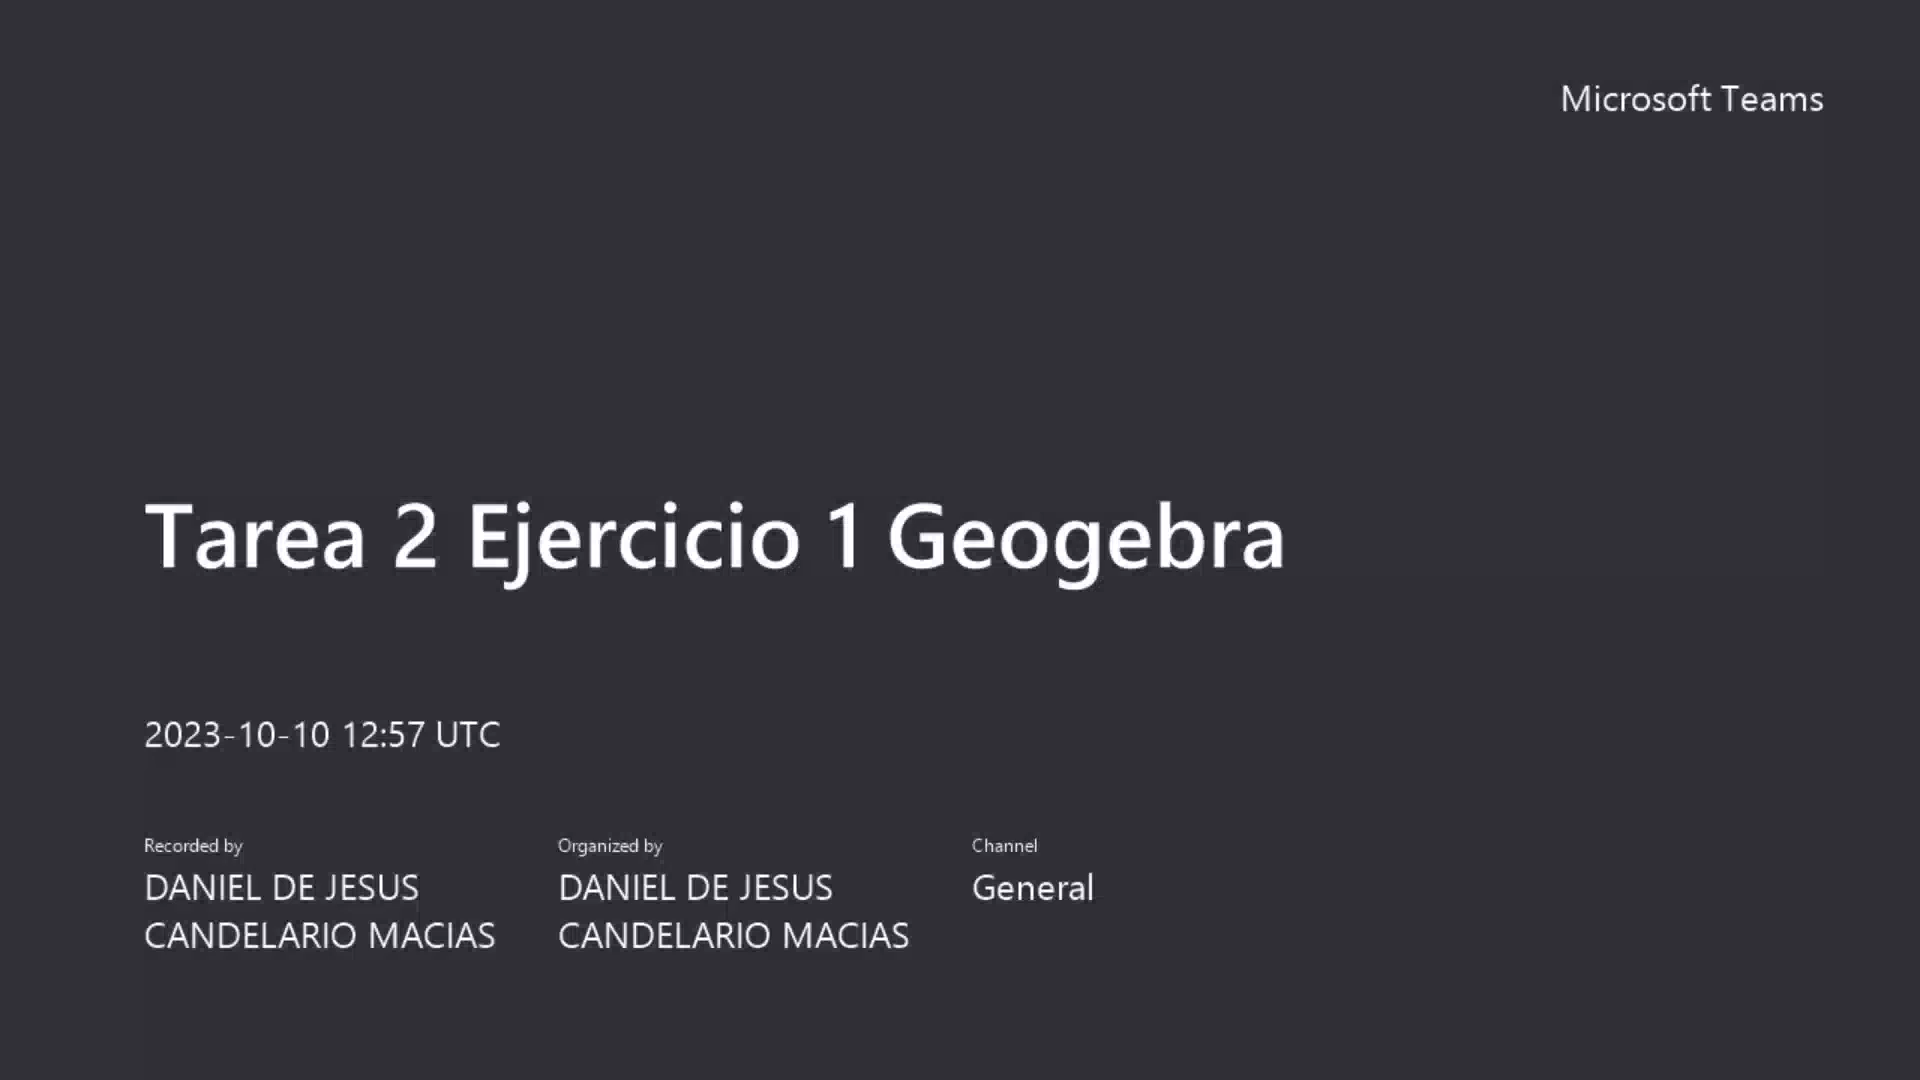 Microsoft Teams
Tarea 2 Ejercicio 1 Geogebra
2023-10-10 12:57 UTC
Recorded by
DANIEL DE JESUS
CANDELARIO MACIAS
Organized by
DANIEL DE JESUS
CANDELARIO MACIAS
Channel
General